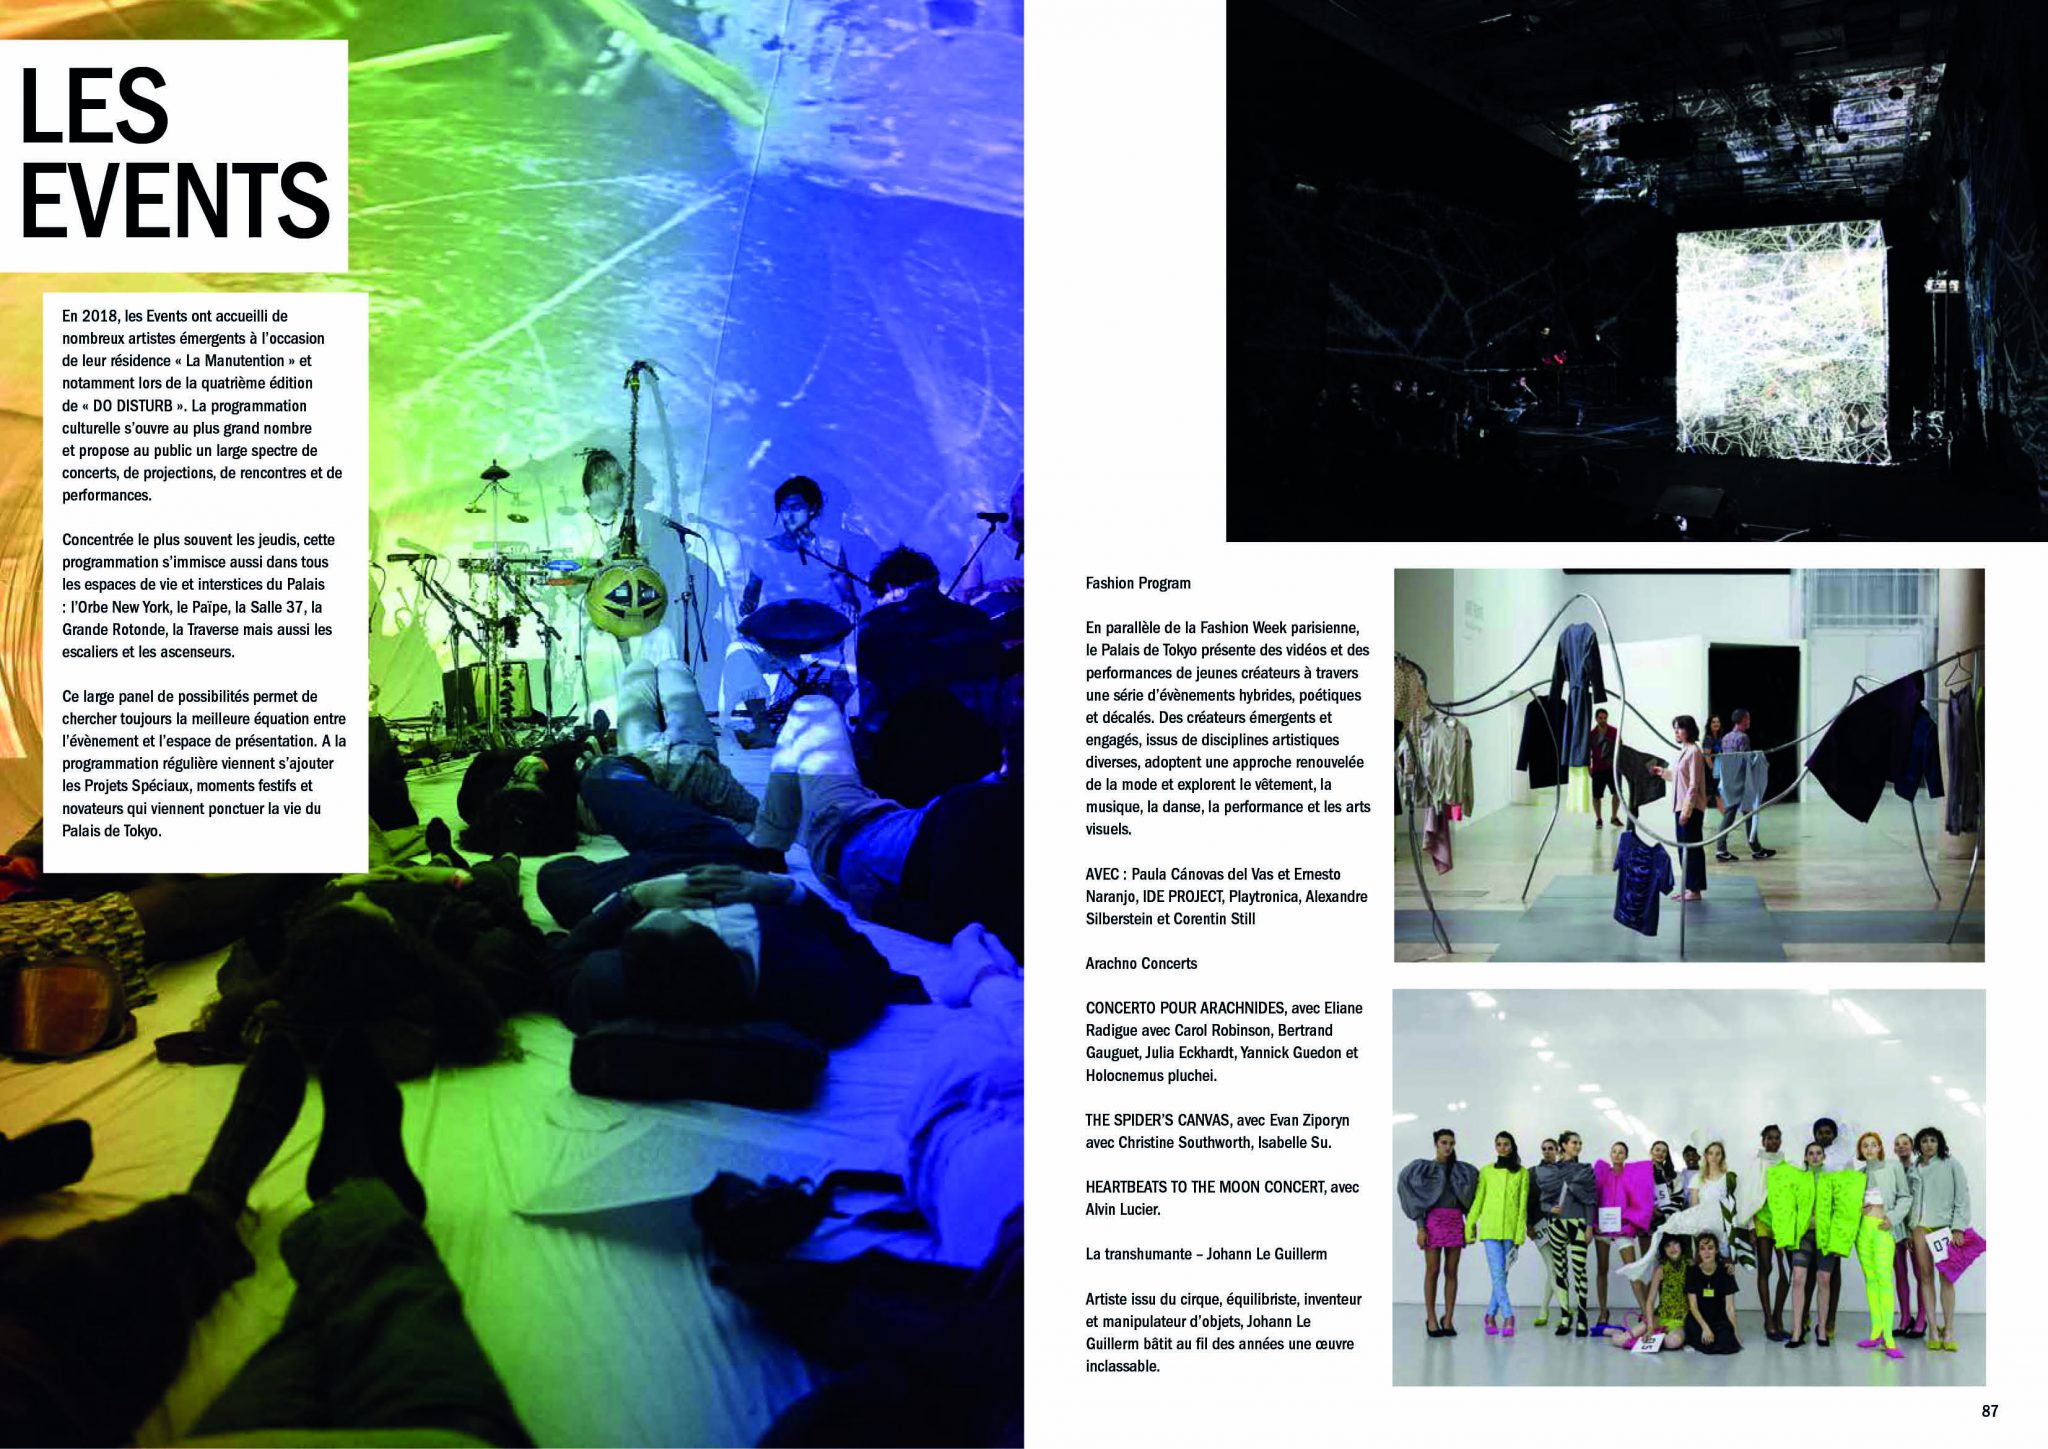 LES
EVENTS
En 2018, les Events ont accueilli de
nombreux artistes émergents à l'occasion
de leur résidence « La Manutention » et
notamment lors de la quatrième édition
de « DO DISTURB ». La programmation
culturelle s'ouvre au plus grand nombre
et propose au public un large spectre de
concerts, de projections, de rencontres et de
performances.
Concentrée le plus souvent les jeudis, cette
programmation s'immisce aussi dans tous
les espaces de vie et interstices du Palais
: l'Orbe New York, le Païpe, la Salle 37, la
Grande Rotonde, la Traverse mais aussi les
escaliers et les ascenseurs.
Ce large panel de possibilités permet de
chercher toujours la meilleure équation entre
l'évènement et l'espace de présentation. A la
programmation régulière viennent s'ajouter
les Projets Spéciaux, moments festifs et
novateurs qui viennent ponctuer la vie du
Palais de Tokyo.
Fashion Program
En parallèle de la Fashion Week parisienne,
le Palais de Tokyo présente des vidéos et des
performances de jeunes créateurs à travers
une série d'évènements hybrides, poétiques
et décalés. Des créateurs émergents et
engagés, issus de disciplines artistiques
diverses, adoptent une approche renouvelée
de la mode et explorent le vêtement, la
musique, la danse, la performance et les arts
visuels.
AVEC : Paula Cánovas del Vas et Ernesto
Naranjo, IDE PROJECT, Playtronica, Alexandre
Silberstein et Corentin Still
Arachno Concerts
CONCERTO POUR ARACHNIDES, avec Eliane
Radigue avec Carol Robinson, Bertrand
Gauguet, Julia Eckhardt, Yannick Guedon et
Holocnemus pluchei.
THE SPIDER'S CANVAS, avec Evan Ziporyn
avec Christine Southworth, Isabelle Su.
HEARTBEATS TO THE MOON CONCERT, avec
Alvin Lucier.
La transhumante – Johann Le Guillerm
Artiste issu du cirque, équilibriste, inventeur
et manipulateur d'objets, Johann Le
Guillerm bâtit au fil des années une œuvre
inclassable.
07
87